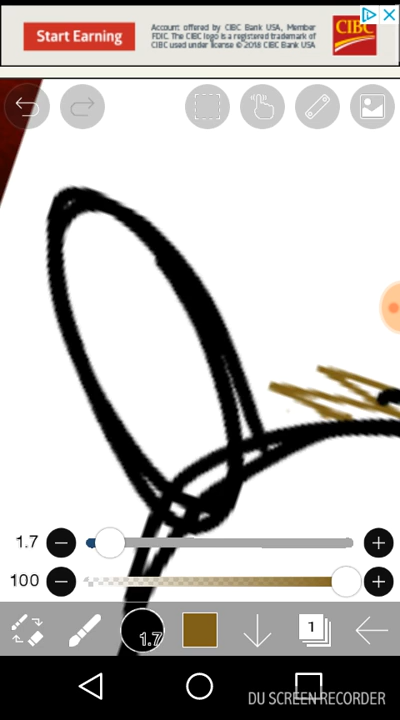 Start Earning
Account offered by CIBC Bank USA, Member
FDIC. The CIBC logo is a registered trademark of
CIBC used under license © 2018 CIBC Bank USA
CIBC
1.7
100
1.7
1
DU SCREEN RECORDER